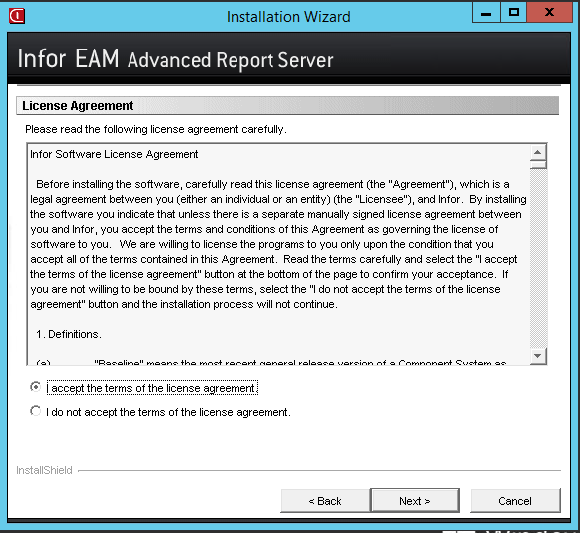 Installation Wizard
Infor EAM Advanced Report Server
License Agreement
Please read the following license agreement carefully.
Infor Software License Agreement
Before installing the software, carefully read this license agreement (the "Agreement"), which is a
legal agreement between you (either an individual or an entity) (the "Licensee"), and Infor. By installing
the software you indicate that unless there is a separate manually signed license agreement between
you and Infor, you accept the terms and conditions of this Agreement as governing the license of
software to you. We are willing to license the programs to you only upon the condition that you
accept all of the terms contained in this Agreement. Read the terms carefully and select the "I accept
the terms of the license agreement" button at the bottom of the page to confirm your acceptance. If
you are not willing to be bound by these terms, select the "I do not accept the terms of the license
agreement" button and the installation process will not continue.
1. Definitions.
(a) "Baseline" means the most recent general release version of a Component System as
I accept the terms of the license agreement.
I do not accept the terms of the license agreement.
InstallShield
< Back Next > Cancel